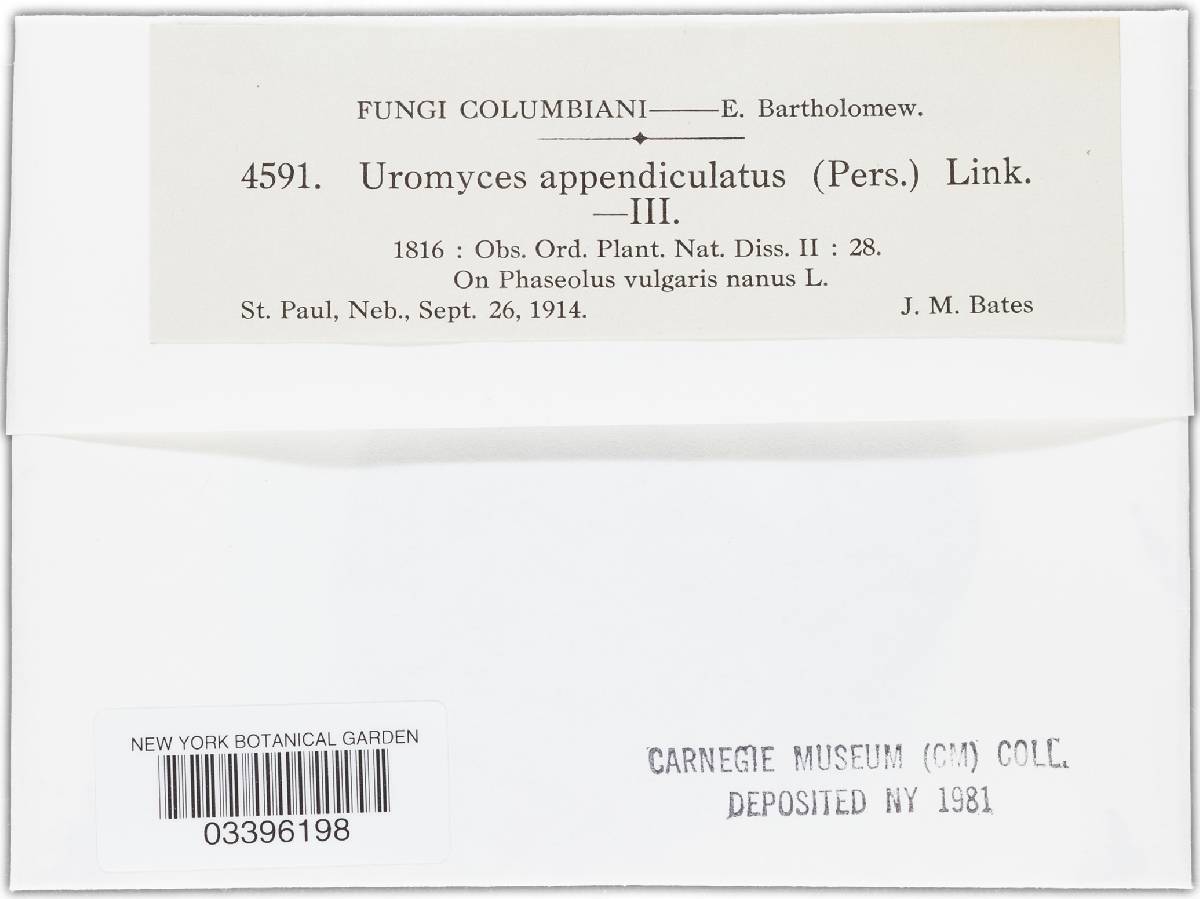 FUNGI COLUMBIANI——E. Bartholomew.
4591. Uromyces appendiculatus (Pers.) Link.
—III.
1816 : Obs. Ord. Plant. Nat. Diss. II : 28.
On Phaseolus vulgaris nanus L.
St. Paul, Neb., Sept. 26, 1914. J. M. Bates
NEW YORK BOTANICAL GARDEN
03396198
CARNEGIE MUSEUM (CM) COLL.
DEPOSITED NY 1981